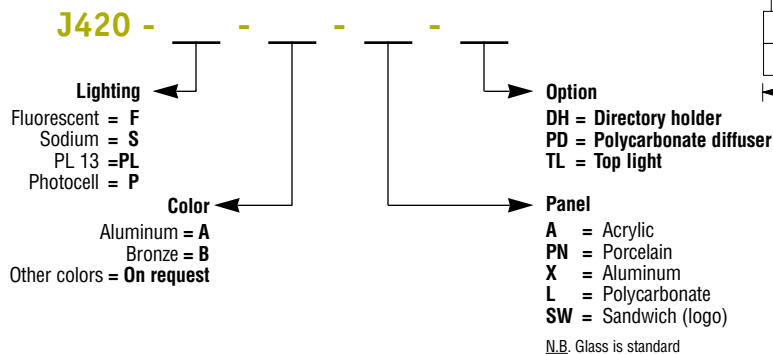 J420 - - - -
Lighting
Fluorescent = F
Sodium = S
PL 13 =PL
Photocell = P
Color
Aluminum = A
Bronze = B
Other colors = On request
Option
DH = Directory holder
PD = Polycarbonate diffuser
TL = Top light
Panel
A = Acrylic
PN = Porcelain
X = Aluminum
L = Polycarbonate
SW = Sandwich (logo)
N.B. Glass is standard